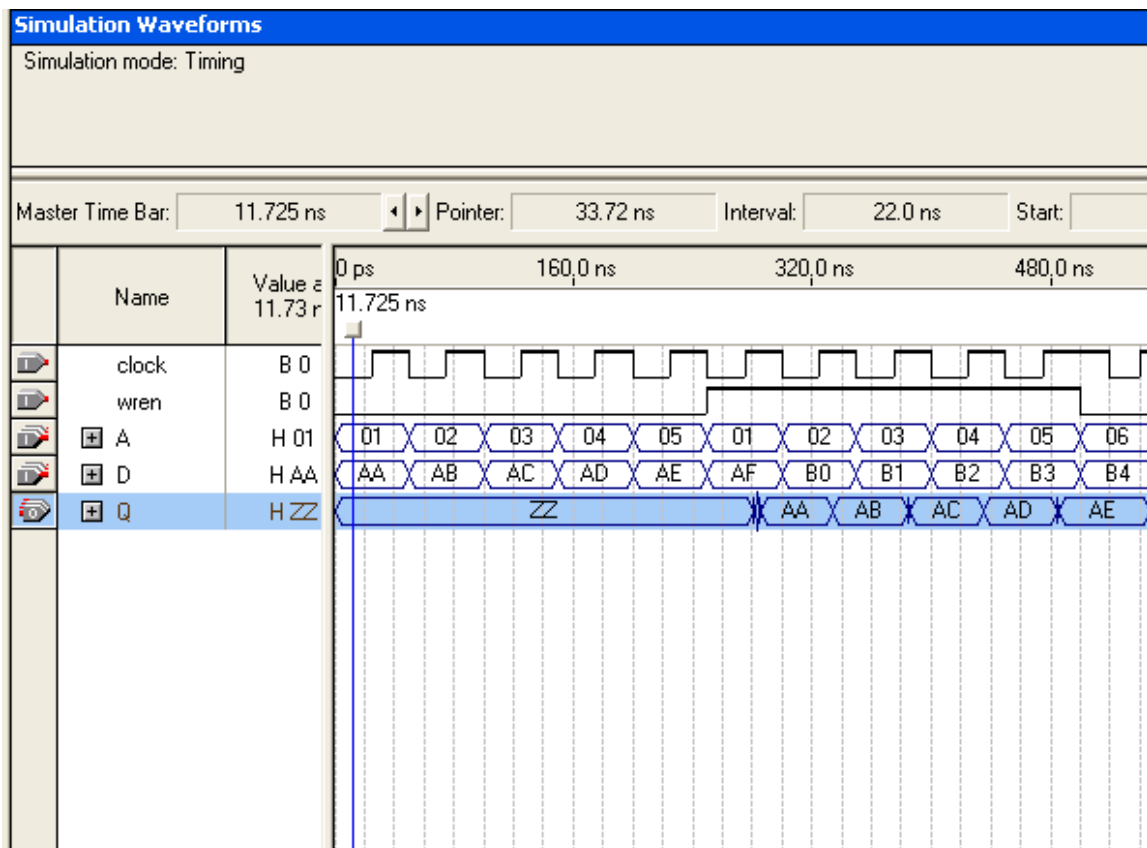 Simulation Waveforms
Simulation mode: Timing
Master Time Bar: 11.725 ns Pointer: 33.72 ns Interval: 22.0 ns Start:
Name Value a 11.73 r
0 ps 160.0 ns 320.0 ns 480.0 ns
11.725 ns
clock B 0
wren B 0
A H 01 01 02 03 04 05 01 02 03 04 05 06
D H AA AA AB AC AD AE AF B0 B1 B2 B3 B4
Q H ZZ ZZ AA AB AC AD AE